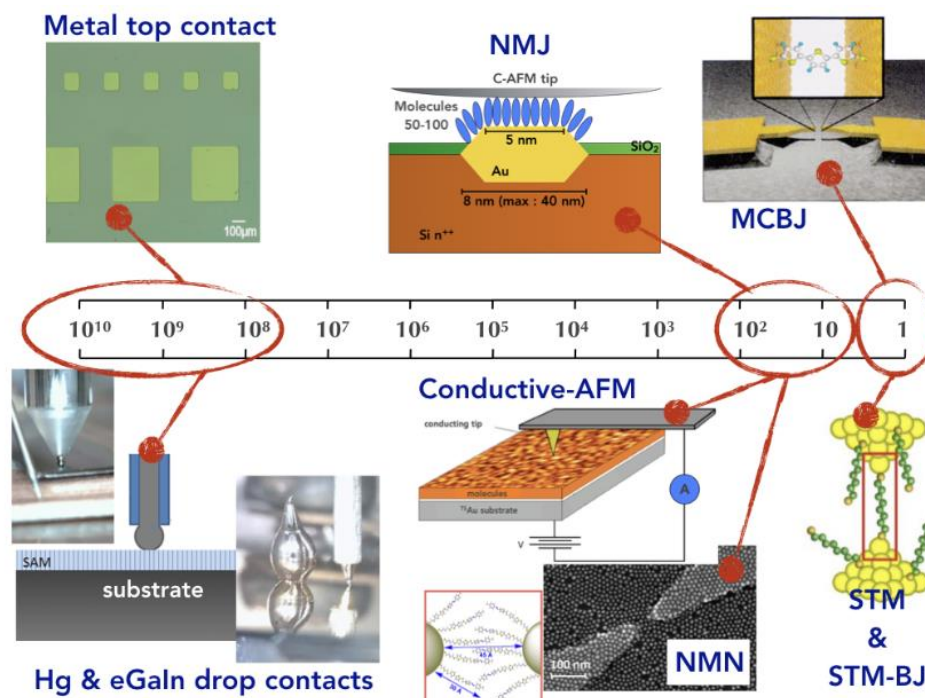 Metal top contact
100µm
NMJ
C-AFM tip
Molecules
50-100
5 nm
SiO₂
Au
8 nm (max : 40 nm)
Si n⁺⁺
MCBJ
10¹⁰ 10⁹ 10⁸ 10⁷ 10⁶ 10⁵ 10⁴ 10³ 10² 10 1
SAM
substrate
Hg & eGaIn drop contacts
Conductive-AFM
conducting tip
molecules
ᵀˢAu substrate
V
A
100 nm
NMN
STM
&
STM-BJ